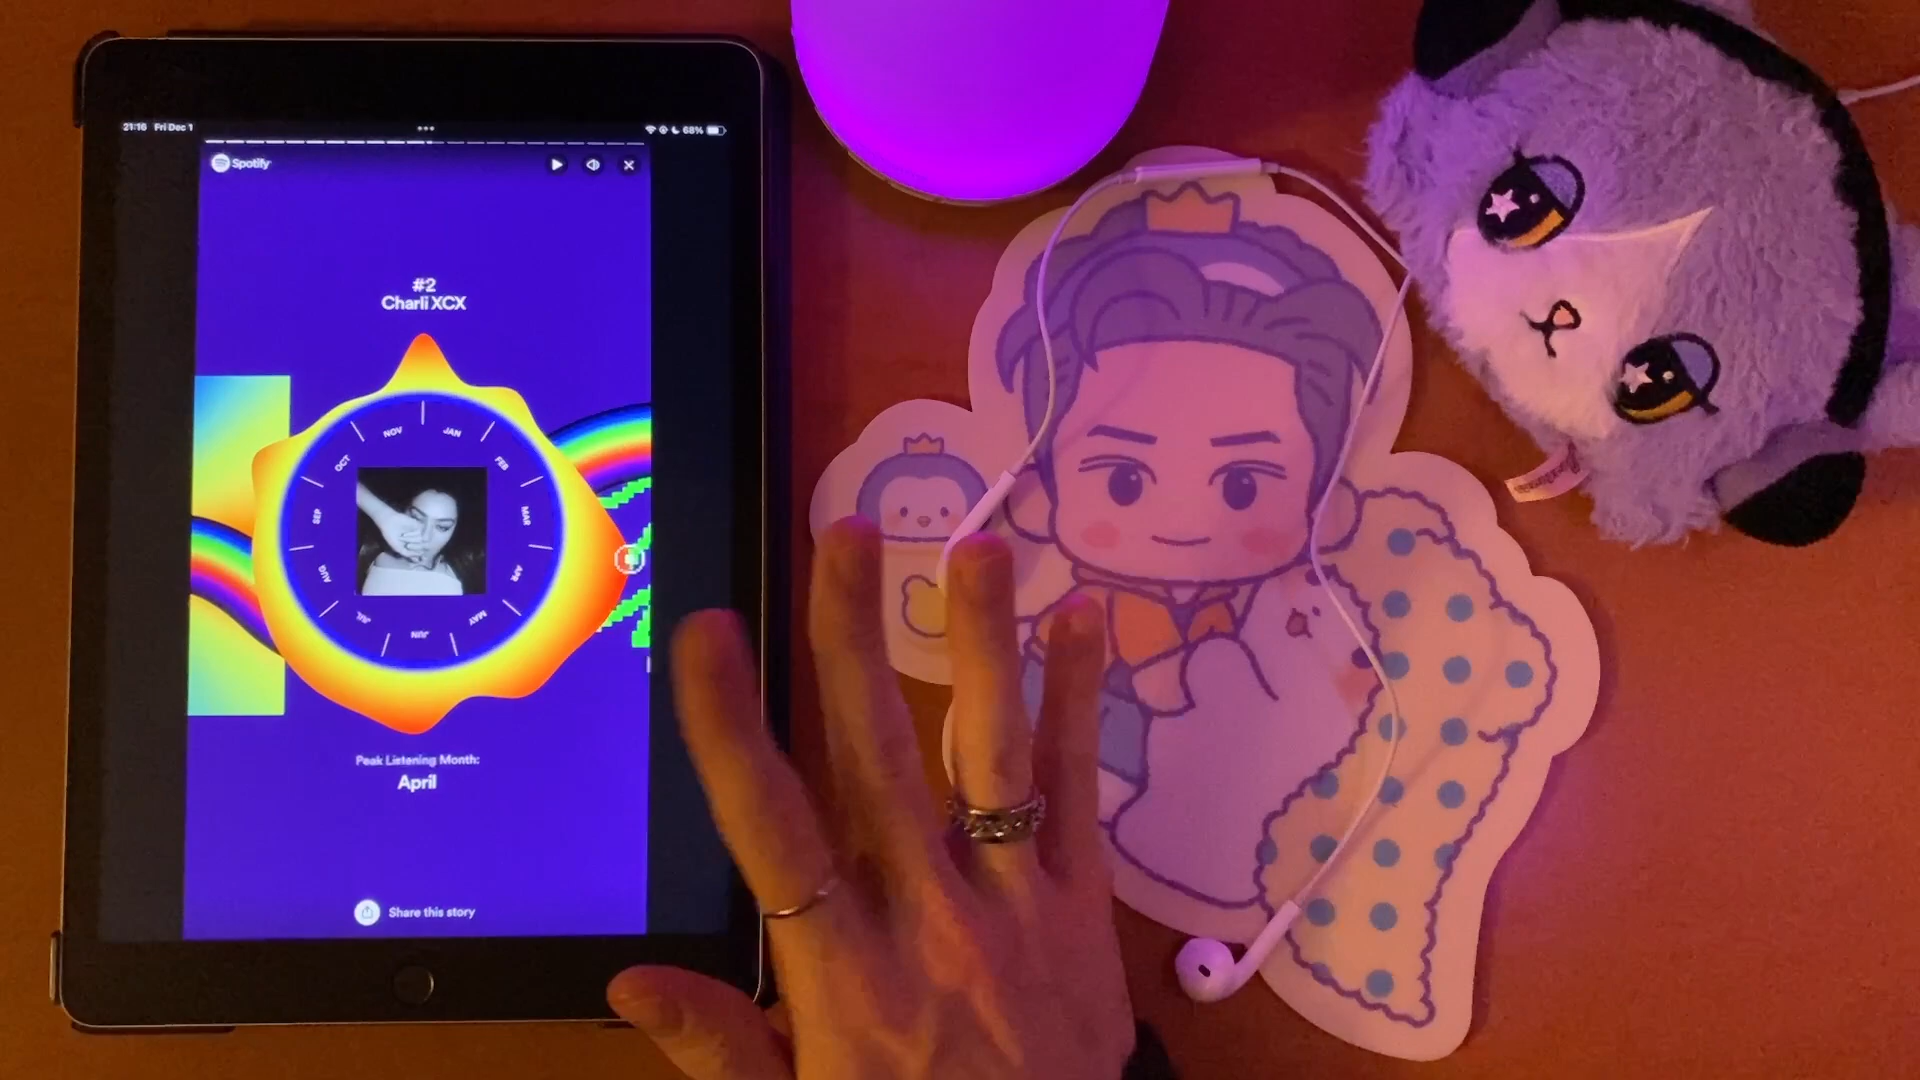 21:16 Fri Dec 1
68%
Spotify
#2
Charli XCX
NOV
JAN
OCT
FEB
SEP
MAR
AUG
APR
JUL
JUN
MAY
Peak Listening Month:
April
Share this story